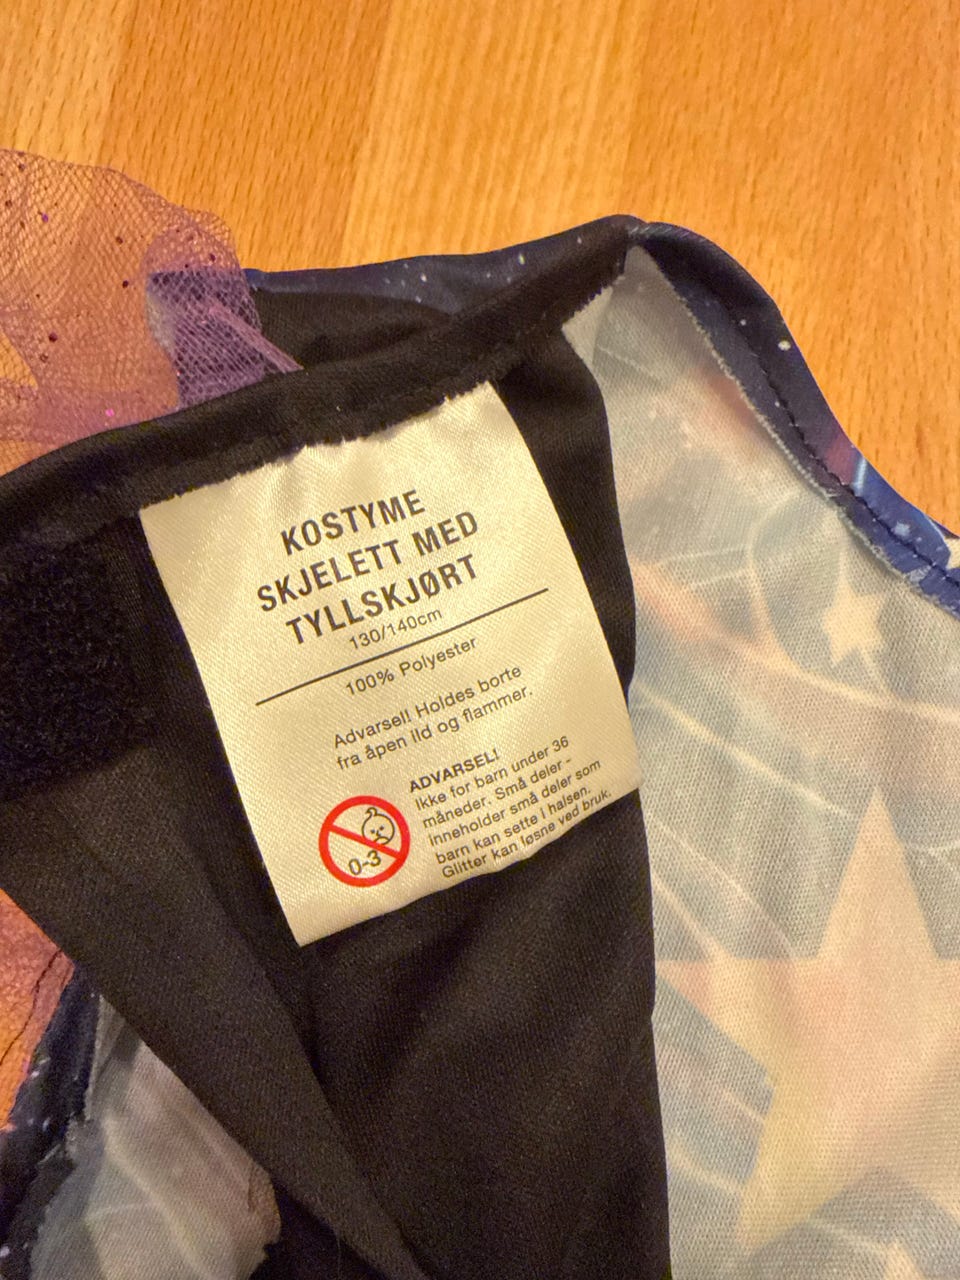 KOSTYME
SKJELETT MED
TYLLSKJØRT
130/140cm
100% Polyester
Advarsel! Holdes borte
fra åpen ild og flammer.
ADVARSEL!
Ikke for barn under 36
måneder. Små deler -
Inneholder små deler som
barn kan sette i halsen.
Glitter kan løsne ved bruk.
0-3